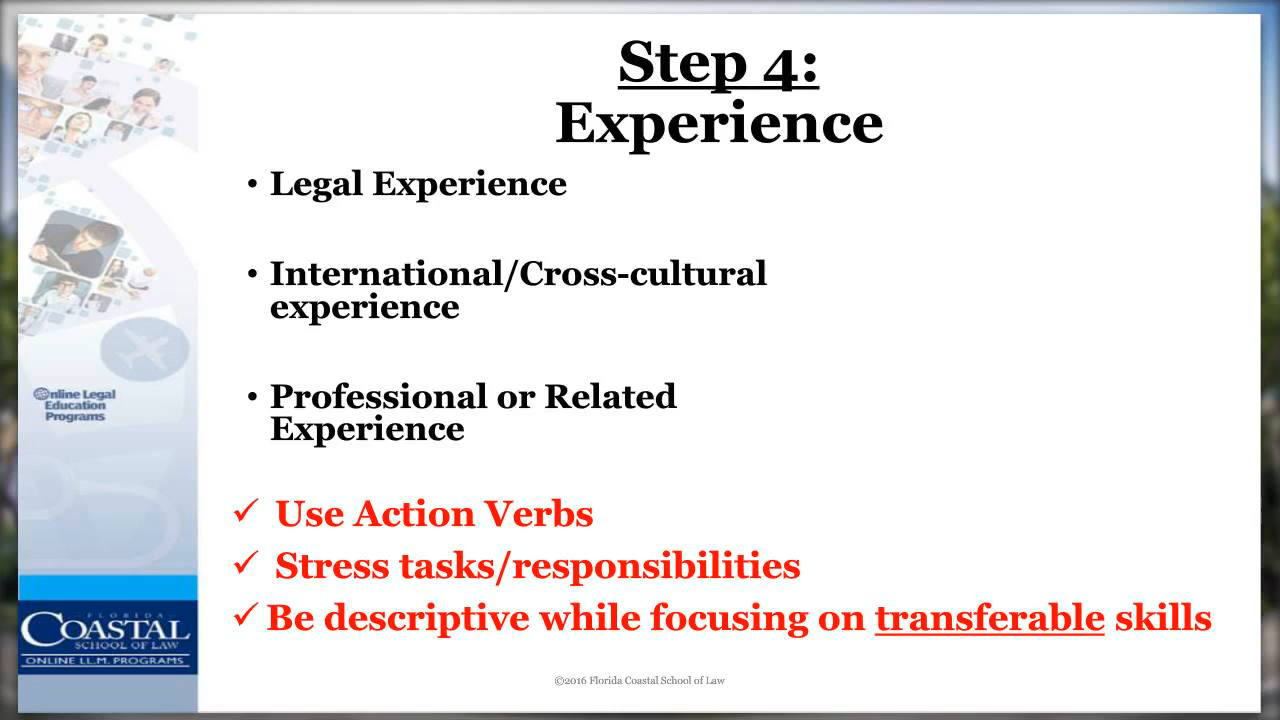 Step 4:
Experience
• Legal Experience
• International/Cross-cultural
experience
• Professional or Related
Experience
✓ Use Action Verbs
✓ Stress tasks/responsibilities
✓ Be descriptive while focusing on transferable skills
Online Legal
Education
Programs
FLORIDA
COASTAL
SCHOOL OF LAW
ONLINE LL.M. PROGRAMS
©2016 Florida Coastal School of Law